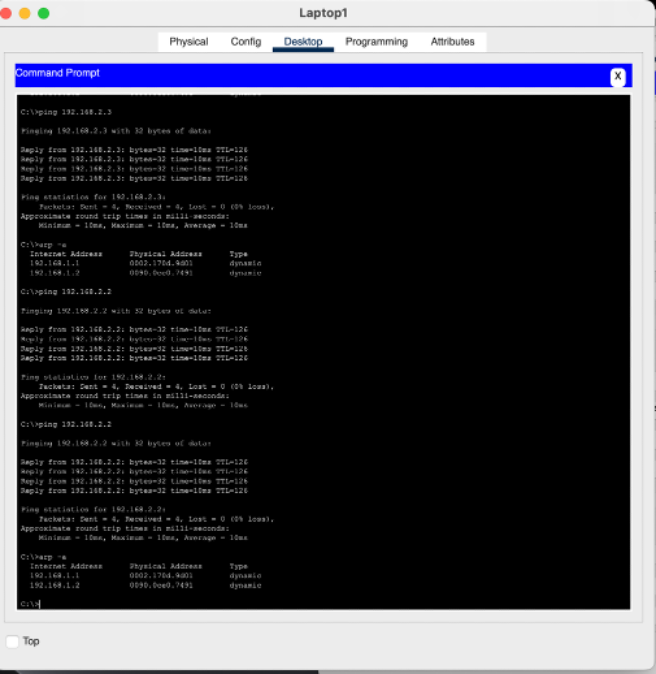 Laptop1
Physical Config Desktop Programming Attributes
Command Prompt
X
C:\>ping 192.168.2.3
Pinging 192.168.2.3 with 32 bytes of data:
Reply from 192.168.2.3: bytes=32 time=10ms TTL=126
Reply from 192.168.2.3: bytes=32 time=10ms TTL=126
Reply from 192.168.2.3: bytes=32 time=10ms TTL=126
Reply from 192.168.2.3: bytes=32 time=10ms TTL=126
Ping statistics for 192.168.2.3:
Packets: Sent = 4, Received = 4, Lost = 0 (0% loss),
Approximate round trip times in milli-seconds:
Minimum = 10ms, Maximum = 10ms, Average = 10ms
C:\>arp -a
Internet Address Physical Address Type
192.168.1.1 0002.170d.9d01 dynamic
192.168.1.2 0090.0ce0.7491 dynamic
C:\>ping 192.168.2.2
Pinging 192.168.2.2 with 32 bytes of data:
Reply from 192.168.2.2: bytes=32 time=10ms TTL=126
Reply from 192.168.2.2: bytes=32 time=10ms TTL=126
Reply from 192.168.2.2: bytes=32 time=10ms TTL=126
Reply from 192.168.2.2: bytes=32 time=10ms TTL=126
Ping statistics for 192.168.2.2:
Packets: Sent = 4, Received = 4, Lost = 0 (0% loss),
Approximate round trip times in milli-seconds:
Minimum = 10ms, Maximum = 10ms, Average = 10ms
C:\>ping 192.168.2.2
Pinging 192.168.2.2 with 32 bytes of data:
Reply from 192.168.2.2: bytes=32 time=10ms TTL=126
Reply from 192.168.2.2: bytes=32 time=10ms TTL=126
Reply from 192.168.2.2: bytes=32 time=10ms TTL=126
Reply from 192.168.2.2: bytes=32 time=10ms TTL=126
Ping statistics for 192.168.2.2:
Packets: Sent = 4, Received = 4, Lost = 0 (0% loss),
Approximate round trip times in milli-seconds:
Minimum = 10ms, Maximum = 10ms, Average = 10ms
C:\>arp -a
Internet Address Physical Address Type
192.168.1.1 0002.170d.9d01 dynamic
192.168.1.2 0090.0ce0.7491 dynamic
C:\>
Top